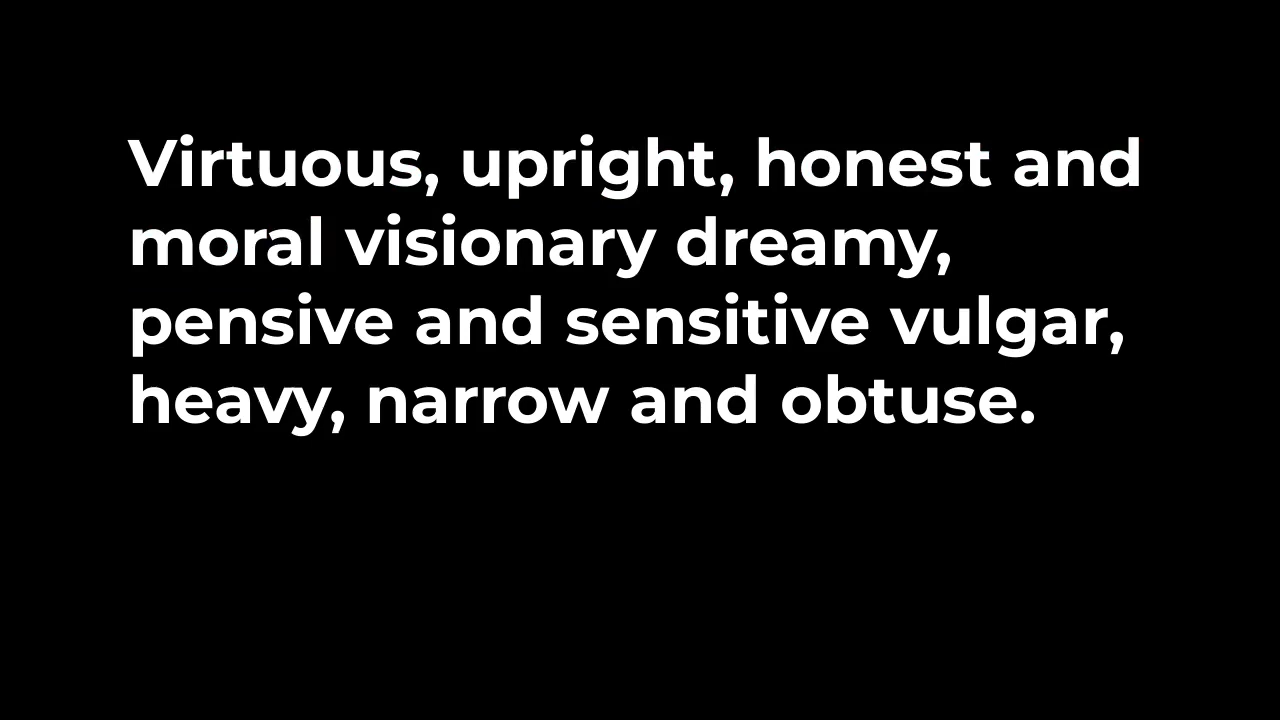 Virtuous, upright, honest and
moral visionary dreamy,
pensive and sensitive vulgar,
heavy, narrow and obtuse.